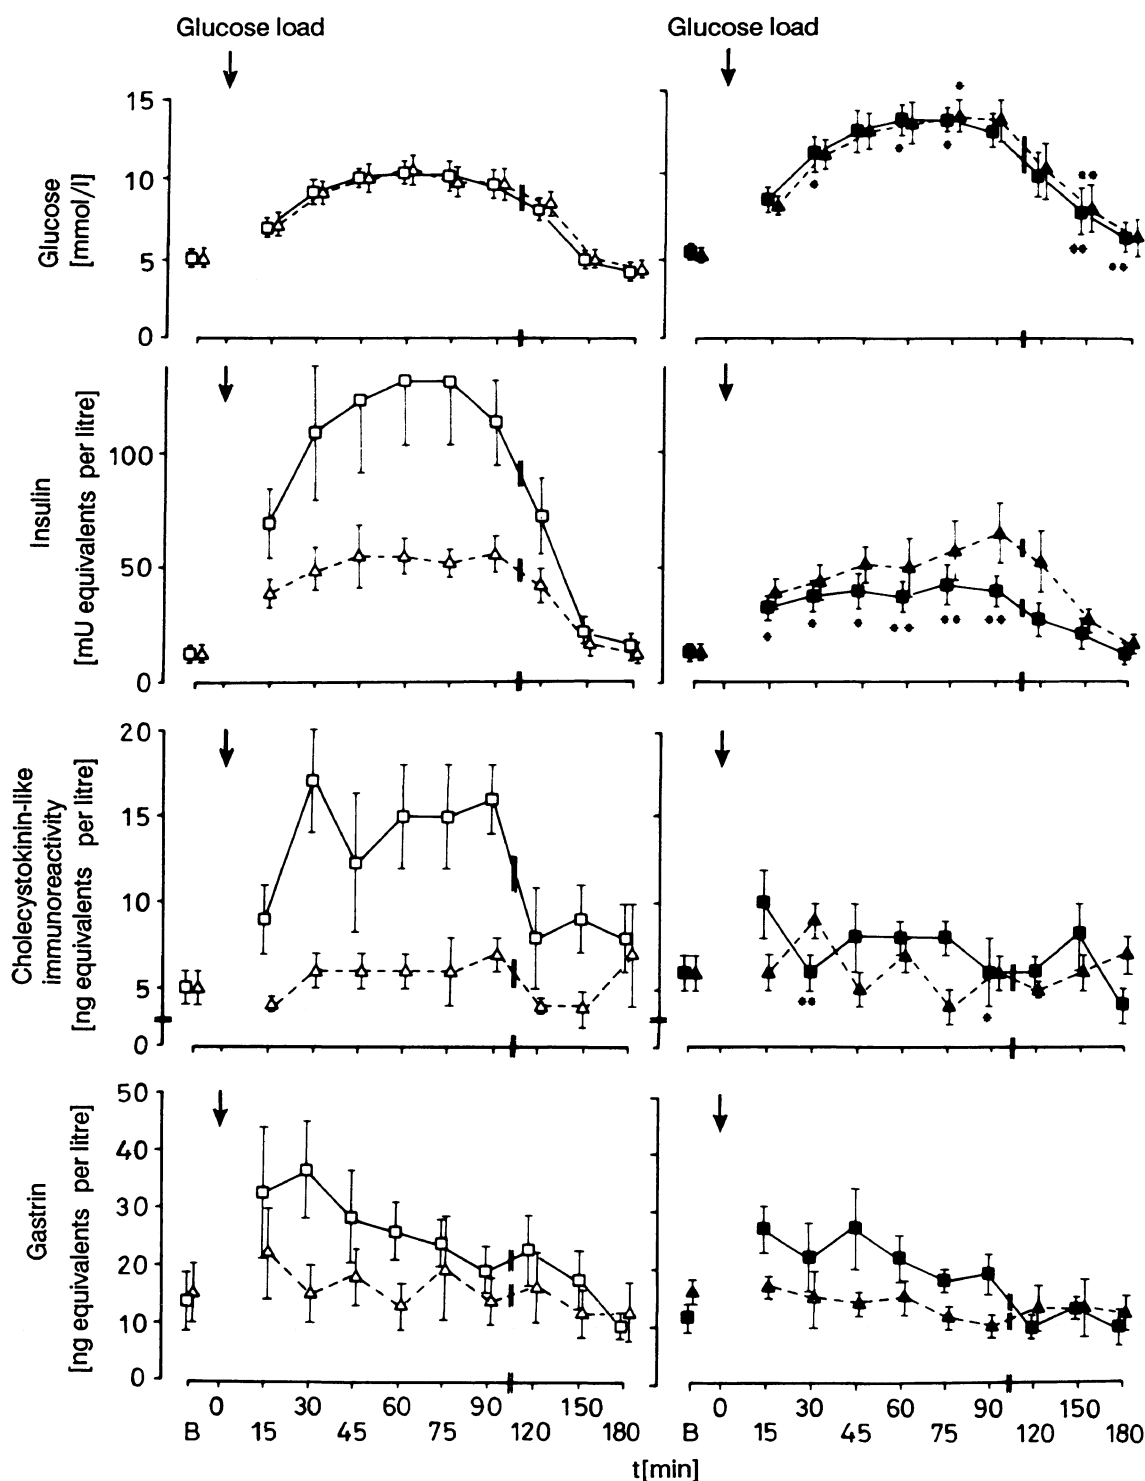 Glucose load Glucose load
15
10
5
0
Glucose
[mmol/l]
100
50
0
Insulin
[mU equivalents per litre]
20
15
10
5
0
Cholecystokinin-like
immunoreactivity
[ng equivalents per litre]
50
40
30
20
10
0
Gastrin
[ng equivalents per litre]
0 30 60 90 150 0 30 60 90 150
B 15 45 75 120 180 B 15 45 75 120 180
t[min]